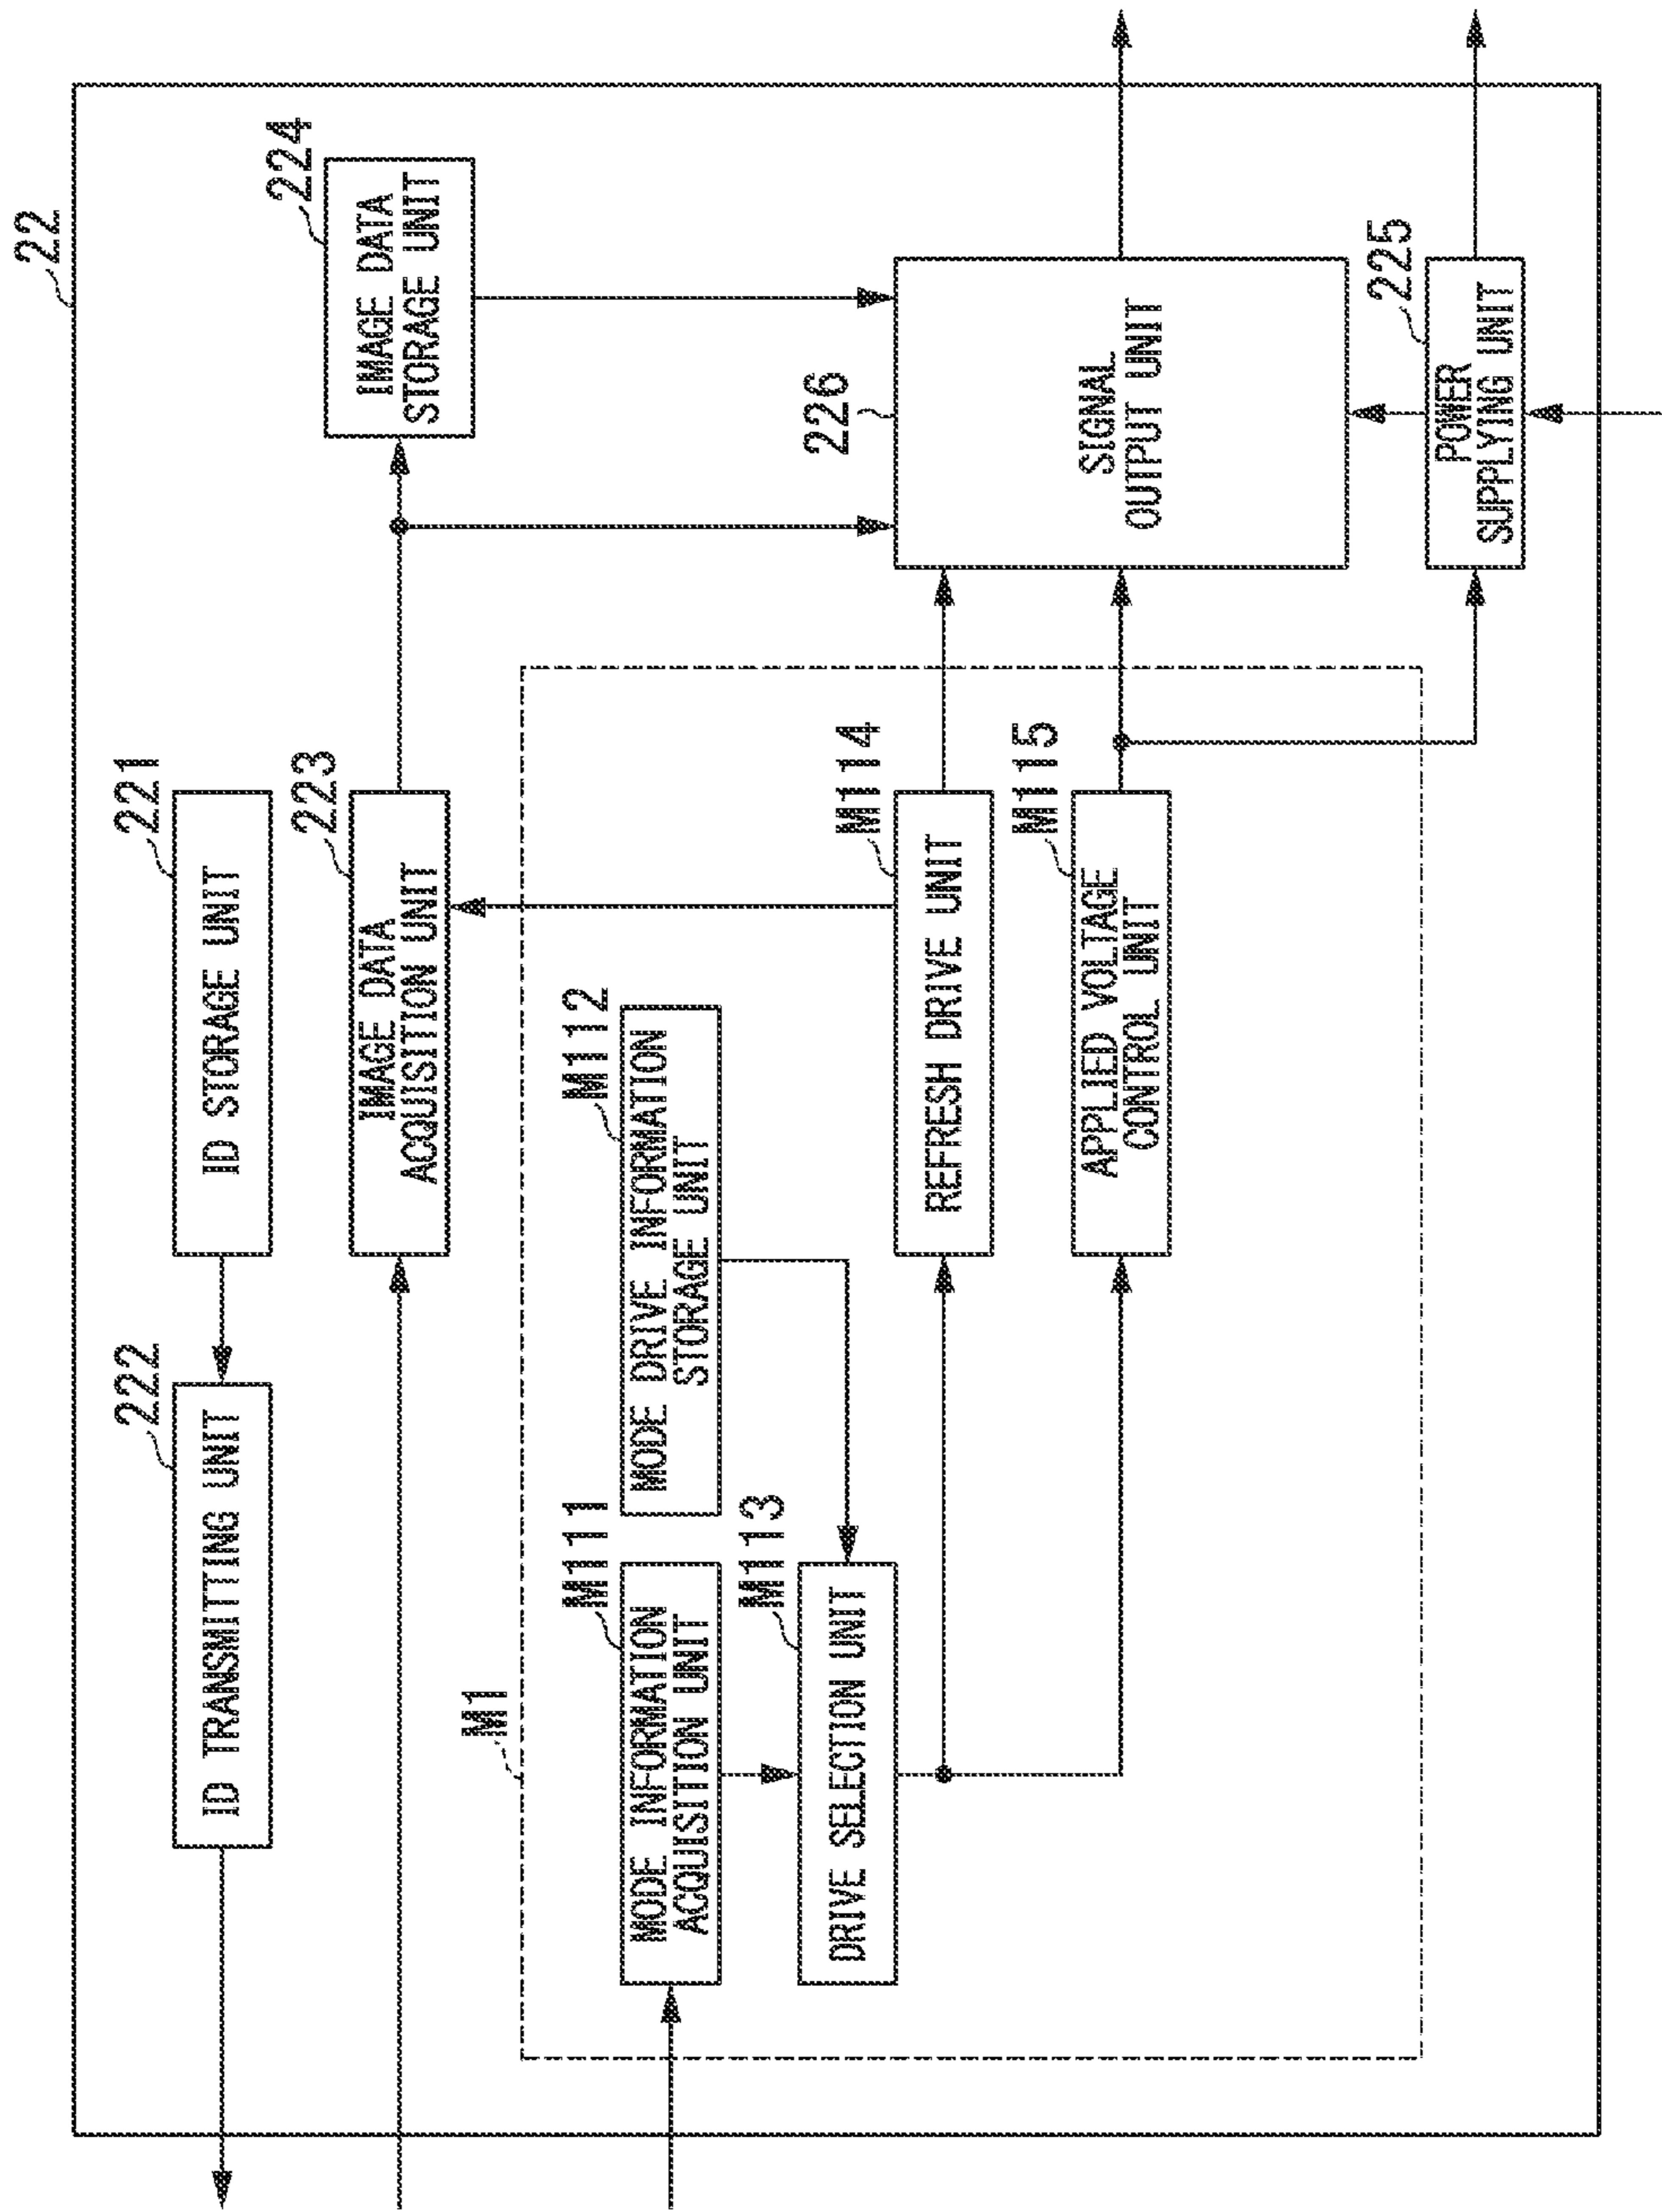 22
221
ID STORAGE UNIT
222
ID TRANSMITTING UNIT
223
IMAGE DATA
ACQUISITION UNIT
224
IMAGE DATA
STORAGE UNIT
M1
M111
MODE INFORMATION
ACQUISITION UNIT
M112
MODE DRIVE INFORMATION
STORAGE UNIT
M113
DRIVE SELECTION UNIT
M114
REFRESH DRIVE UNIT
M115
APPLIED VOLTAGE
CONTROL UNIT
226
SIGNAL
OUTPUT UNIT
225
POWER
SUPPLYING UNIT